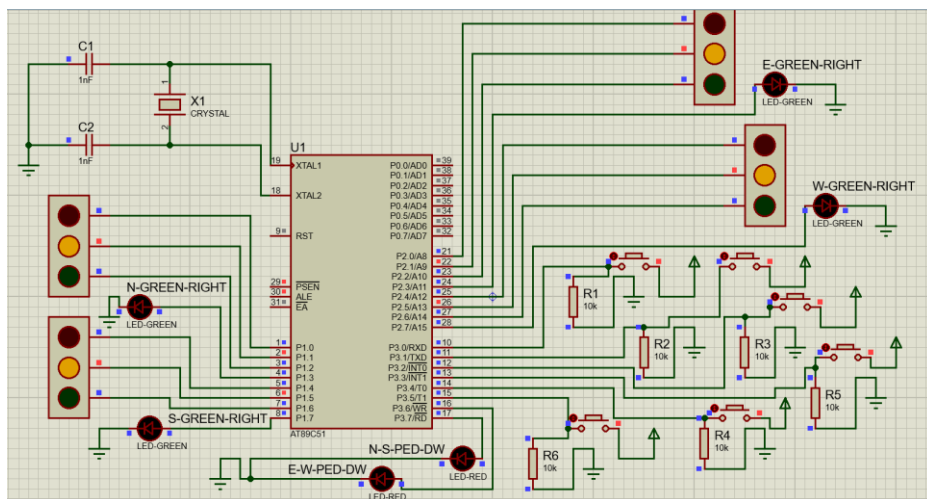 C1
1nF
X1
CRYSTAL
C2
1nF
1
2
E-GREEN-RIGHT
LED-GREEN
W-GREEN-RIGHT
LED-GREEN
N-GREEN-RIGHT
LED-GREEN
S-GREEN-RIGHT
LED-GREEN
U1
19 XTAL1
18 XTAL2
9 RST
29 PSEN
30 ALE
31 EA
1 P1.0
2 P1.1
3 P1.2
4 P1.3
5 P1.4
6 P1.5
7 P1.6
8 P1.7
P0.0/AD0 39
P0.1/AD1 38
P0.2/AD2 37
P0.3/AD3 36
P0.4/AD4 35
P0.5/AD5 34
P0.6/AD6 33
P0.7/AD7 32
P2.0/A8 21
P2.1/A9 22
P2.2/A10 23
P2.3/A11 24
P2.4/A12 25
P2.5/A13 26
P2.6/A14 27
P2.7/A15 28
P3.0/RXD 10
P3.1/TXD 11
P3.2/INT0 12
P3.3/INT1 13
P3.4/T0 14
P3.5/T1 15
P3.6/WR 16
P3.7/RD 17
AT89C51
R1
10k
R2
10k
R3
10k
R5
10k
R4
10k
R6
10k
N-S-PED-DW
LED-RED
E-W-PED-DW
LED-RED